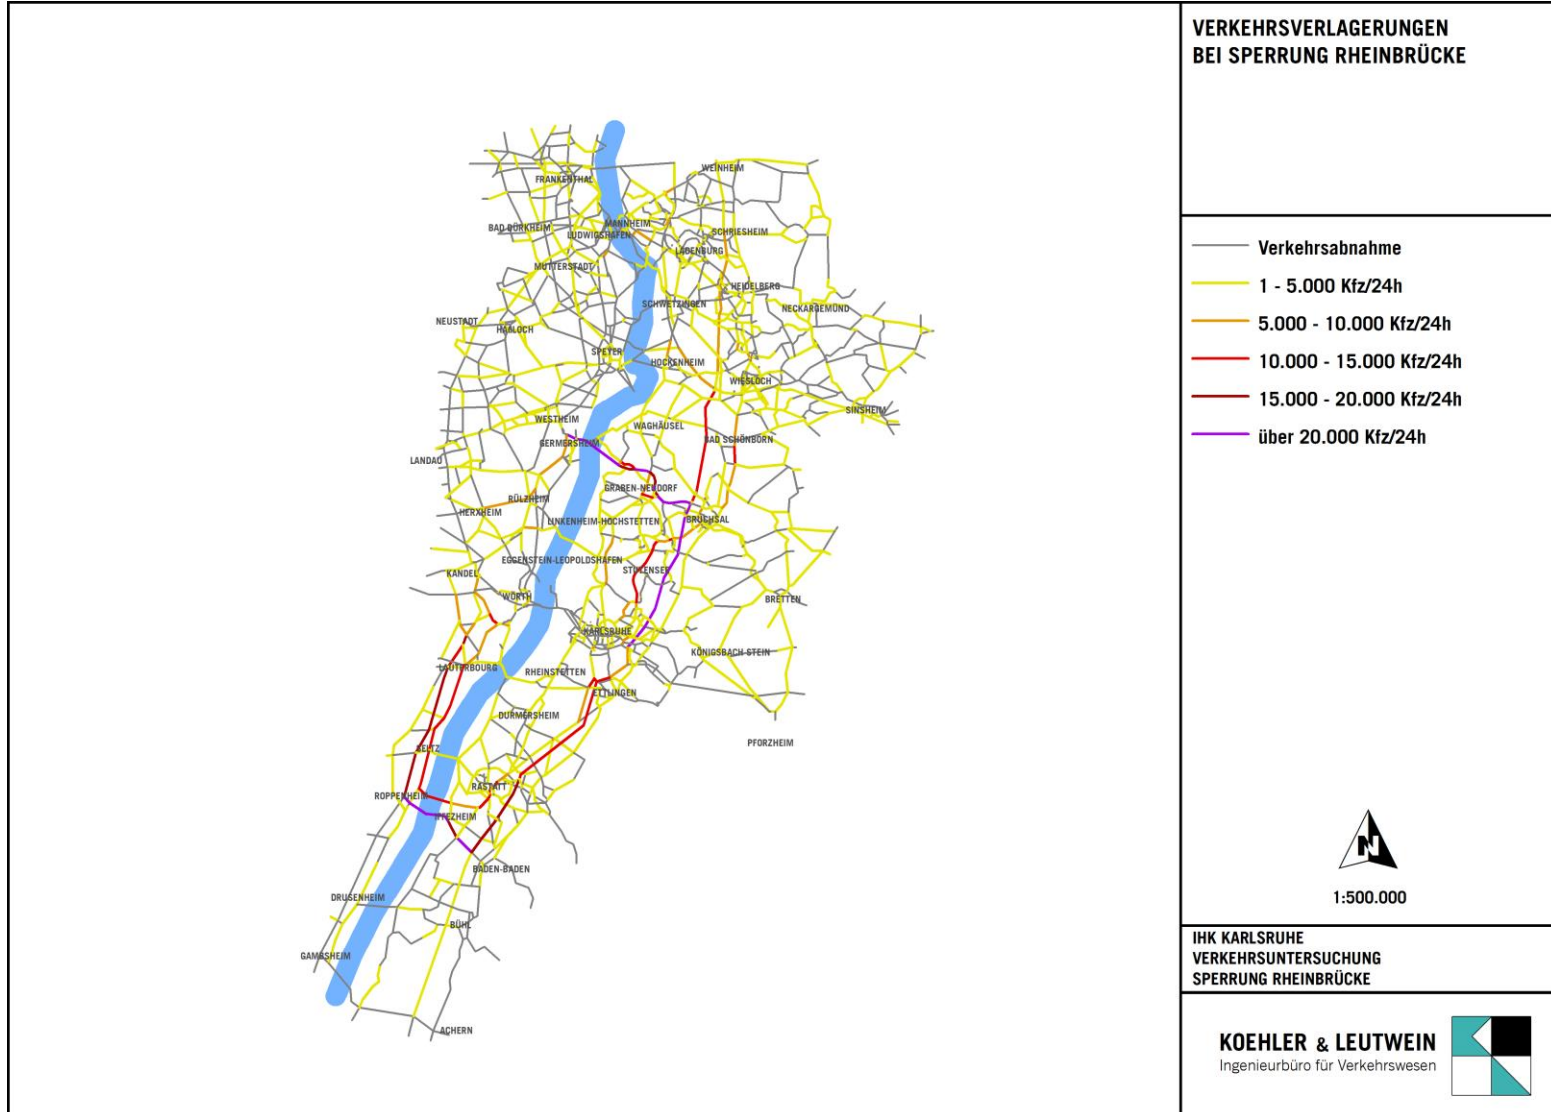 VERKEHRSVERLAGERUNGEN
BEI SPERRUNG RHEINBRÜCKE
Verkehrsabnahme
1 - 5.000 Kfz/24h
5.000 - 10.000 Kfz/24h
10.000 - 15.000 Kfz/24h
15.000 - 20.000 Kfz/24h
über 20.000 Kfz/24h
N
1:500.000
IHK KARLSRUHE
VERKEHRSUNTERSUCHUNG
SPERRUNG RHEINBRÜCKE
KOEHLER & LEUTWEIN
Ingenieurbüro für Verkehrswesen
WEINHEIM
FRANKENTHAL
MANNHEIM
BAD DÜRKHEIM
LUDWIGSHAFEN
SCHRIESHEIM
LADENBURG
MUTTERSTADT
HEIDELBERG
SCHWETZINGEN
NECKARGEMÜND
NEUSTADT
HAßLOCH
SPEYER
HOCKENHEIM
WIESLOCH
SINSHEIM
WESTHEIM
WAGHÄUSEL
GERMERSHEIM
BAD SCHÖNBORN
LANDAU
GRABEN-NEUDORF
RÜLZHEIM
HERXHEIM
LINKENHEIM-HOCHSTETTEN
BRUCHSAL
EGGENSTEIN-LEOPOLDSHAFEN
STUTENSEE
KANDEL
WÖRTH
BRETTEN
KARLSRUHE
KÖNIGSBACH-STEIN
LAUTERBOURG
RHEINSTETTEN
ETTLINGEN
DURMERSHEIM
PFORZHEIM
SELTZ
RASTATT
ROPPENHEIM
IFFEZHEIM
BADEN-BADEN
DRUSENHEIM
BÜHL
GAMBSHEIM
ACHERN